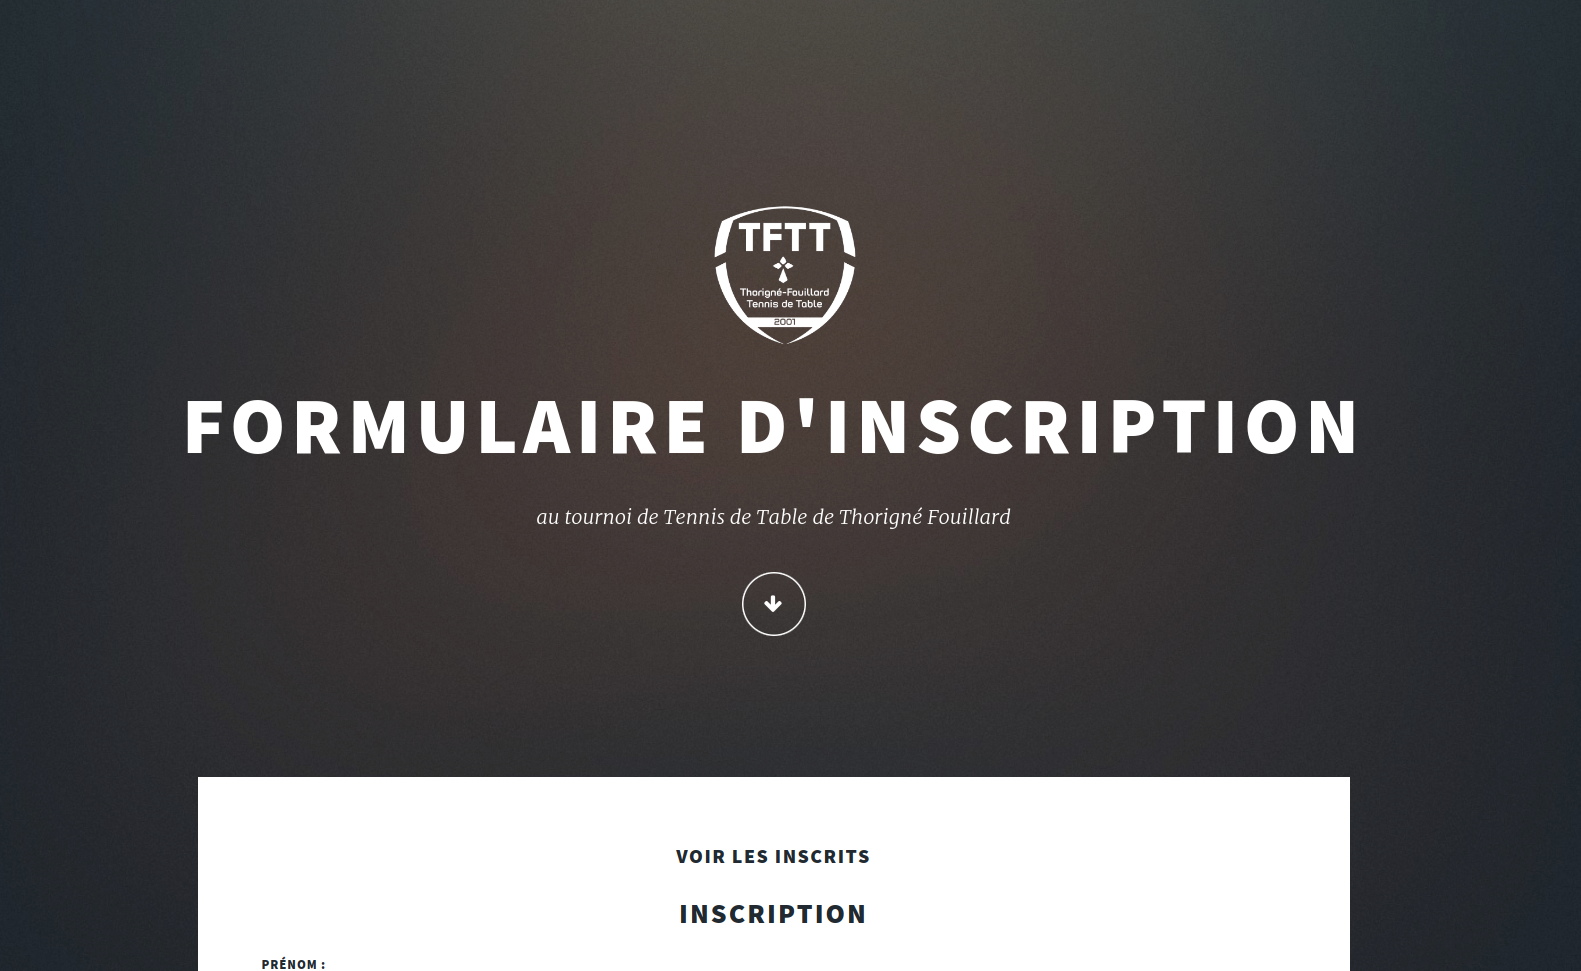 TFTT
Thorigné-Fouillard
Tennis de Table
2001
FORMULAIRE D'INSCRIPTION
au tournoi de Tennis de Table de Thorigné Fouillard
VOIR LES INSCRITS
INSCRIPTION
PRÉNOM :